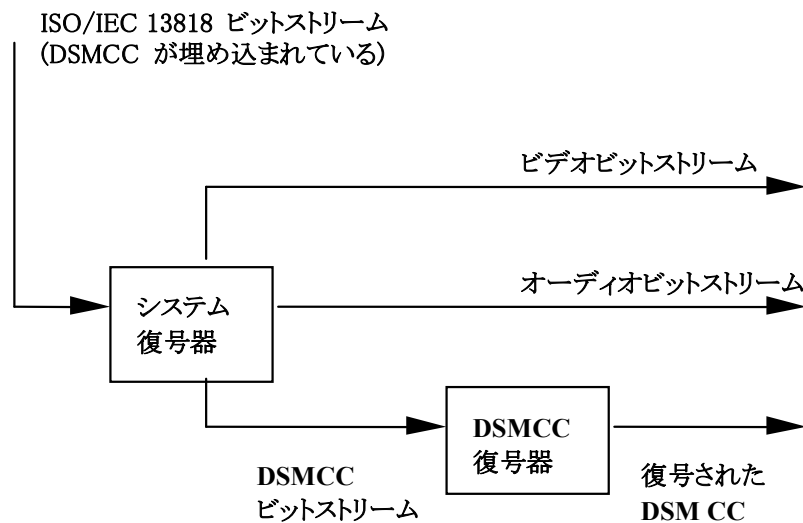 ISO/IEC 13818 ビットストリーム
(DSMCC が埋め込まれている)
ビデオビットストリーム
オーディオビットストリーム
システム
復号器
DSMCC
復号器
DSMCC
ビットストリーム
復号された
DSM CC